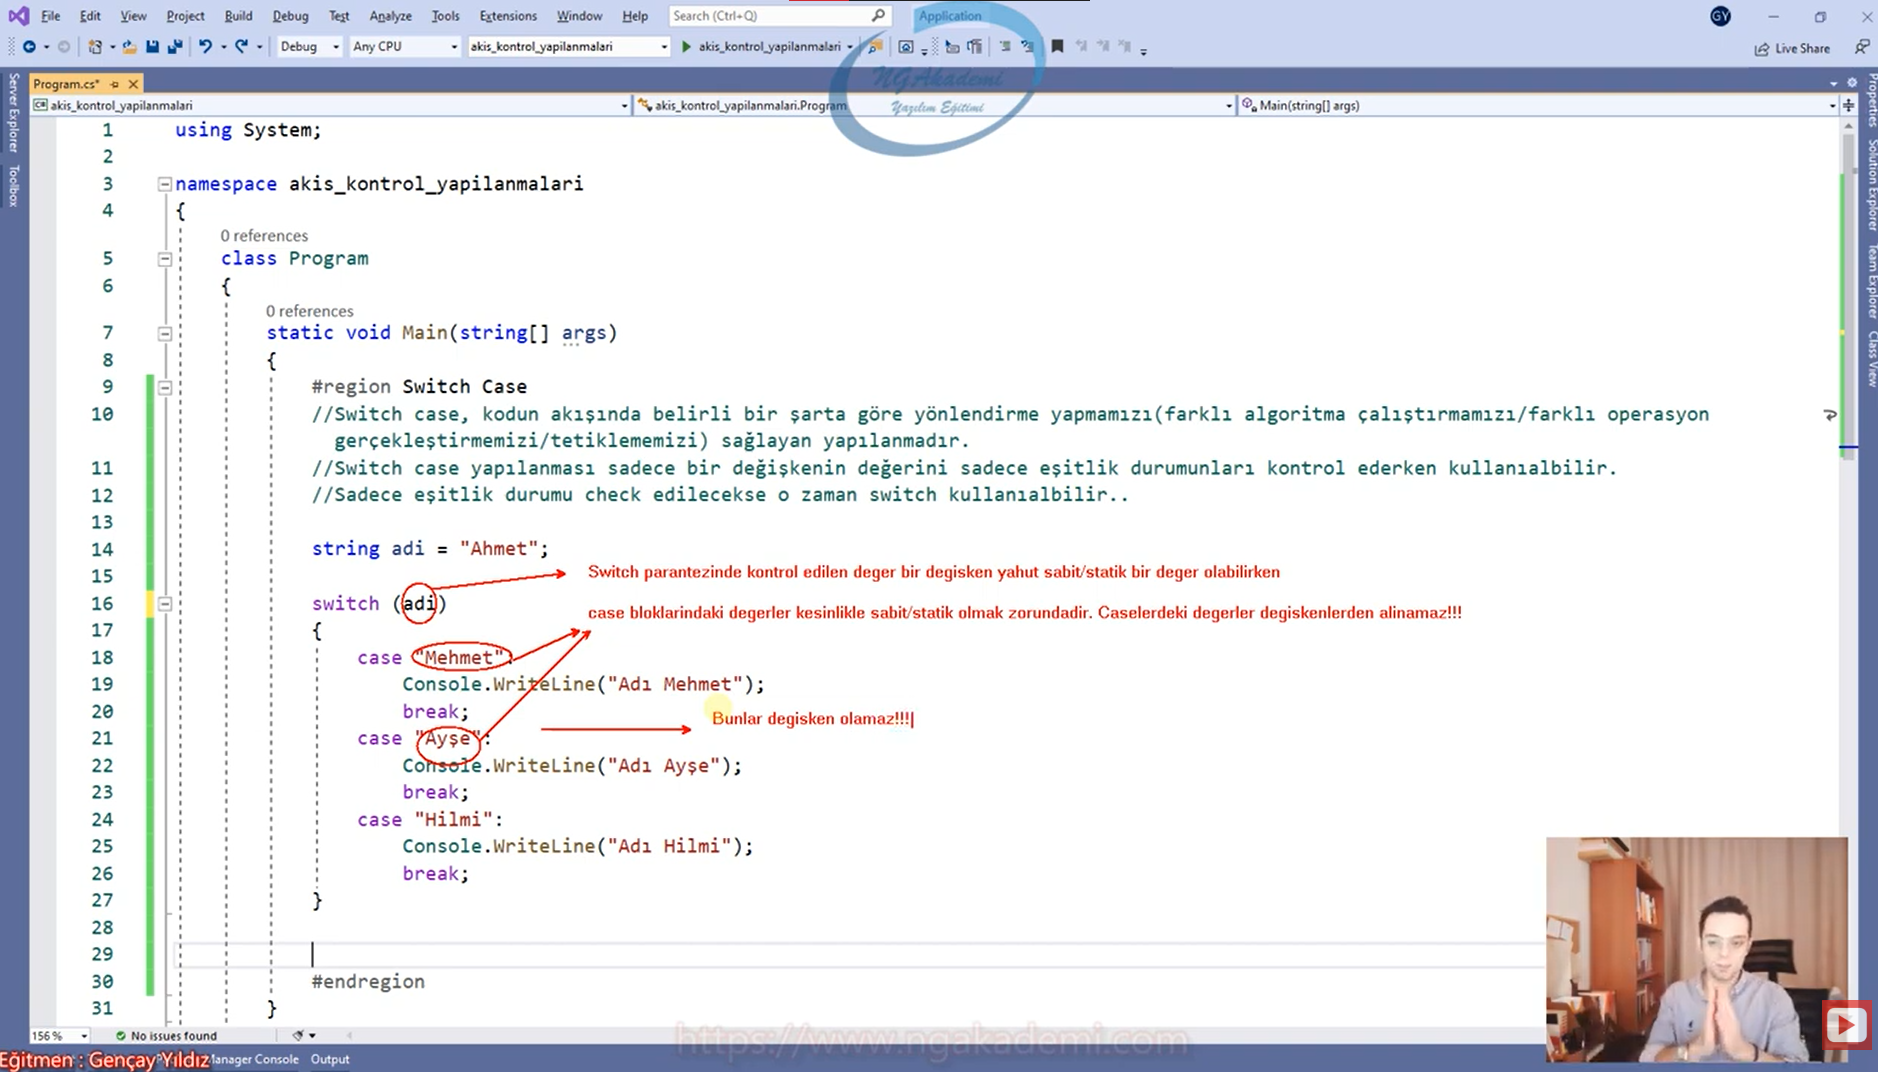 File Edit View Project Build Debug Test Analyze Tools Extensions Window Help Search (Ctrl+Q) Application GY
Debug Any CPU akis_kontrol_yapilanmalari akis_kontrol_yapilanmalari Live Share
NGAkademi
Yazılım Eğitimi
Program.cs*
akis_kontrol_yapilanmalari akis_kontrol_yapilanmalari.Program Main(string[] args)
Server Explorer
Toolbox
Properties
Solution Explorer
Team Explorer
Class View
1 using System;
2
3 namespace akis_kontrol_yapilanmalari
4 {
0 references
5 class Program
6 {
0 references
7 static void Main(string[] args)
8 {
9 #region Switch Case
10 //Switch case, kodun akışında belirli bir şarta göre yönlendirme yapmamızı(farklı algoritma çalıştırmamızı/farklı operasyon
gerçekleştirmemizi/tetiklememizi) sağlayan yapılanmadır.
11 //Switch case yapılanması sadece bir değişkenin değerini sadece eşitlik durumunları kontrol ederken kullanıalbilir.
12 //Sadece eşitlik durumu check edilecekse o zaman switch kullanıalbilir..
13
14 string adi = "Ahmet";
15
Switch parantezinde kontrol edilen deger bir degisken yahut sabit/statik bir deger olabilirken
16 switch (adi)
case bloklarindaki degerler kesinlikle sabit/statik olmak zorundadir. Caselerdeki degerler degiskenlerden alinamaz!!!
17 {
18 case "Mehmet":
19 Console.WriteLine("Adı Mehmet");
20 break;
Bunlar degisken olamaz!!!
21 case "Ayşe":
22 Console.WriteLine("Adı Ayşe");
23 break;
24 case "Hilmi":
25 Console.WriteLine("Adı Hilmi");
26 break;
27 }
28
29
30 #endregion
31 }
156 % No issues found
https://www.ngakademi.com
Eğitmen : Gençay Yıldız Manager Console Output